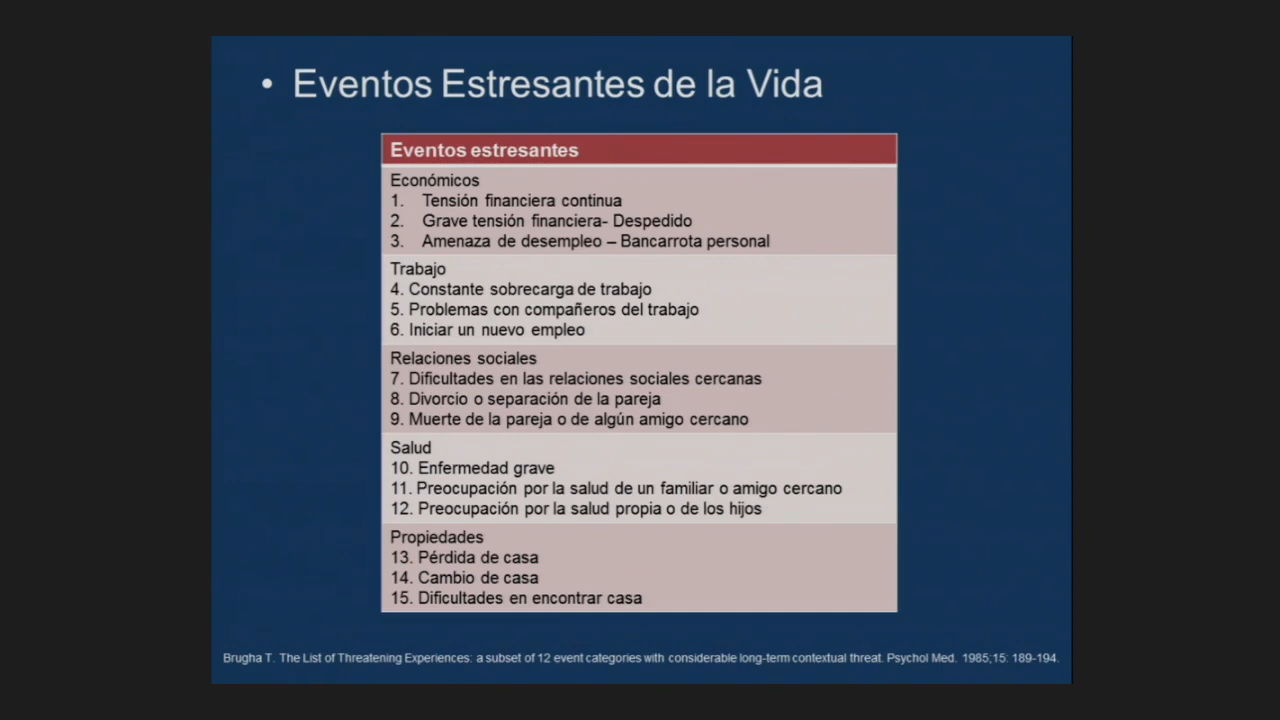 • Eventos Estresantes de la Vida
Eventos estresantes
Económicos
1. Tensión financiera continua
2. Grave tensión financiera- Despedido
3. Amenaza de desempleo – Bancarrota personal
Trabajo
4. Constante sobrecarga de trabajo
5. Problemas con compañeros del trabajo
6. Iniciar un nuevo empleo
Relaciones sociales
7. Dificultades en las relaciones sociales cercanas
8. Divorcio o separación de la pareja
9. Muerte de la pareja o de algún amigo cercano
Salud
10. Enfermedad grave
11. Preocupación por la salud de un familiar o amigo cercano
12. Preocupación por la salud propia o de los hijos
Propiedades
13. Pérdida de casa
14. Cambio de casa
15. Dificultades en encontrar casa
Brugha T. The List of Threatening Experiences: a subset of 12 event categories with considerable long-term contextual threat. Psychol Med. 1985;15: 189-194.